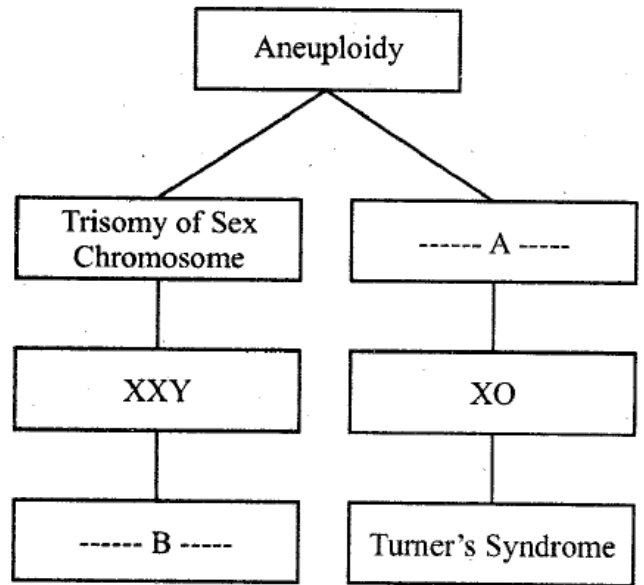 Aneuploidy
Trisomy of Sex
Chromosome
------ A -----
XXY
XO
------ B -----
Turner's Syndrome